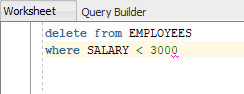 Worksheet Query Builder
delete from EMPLOYEES
where SALARY < 3000